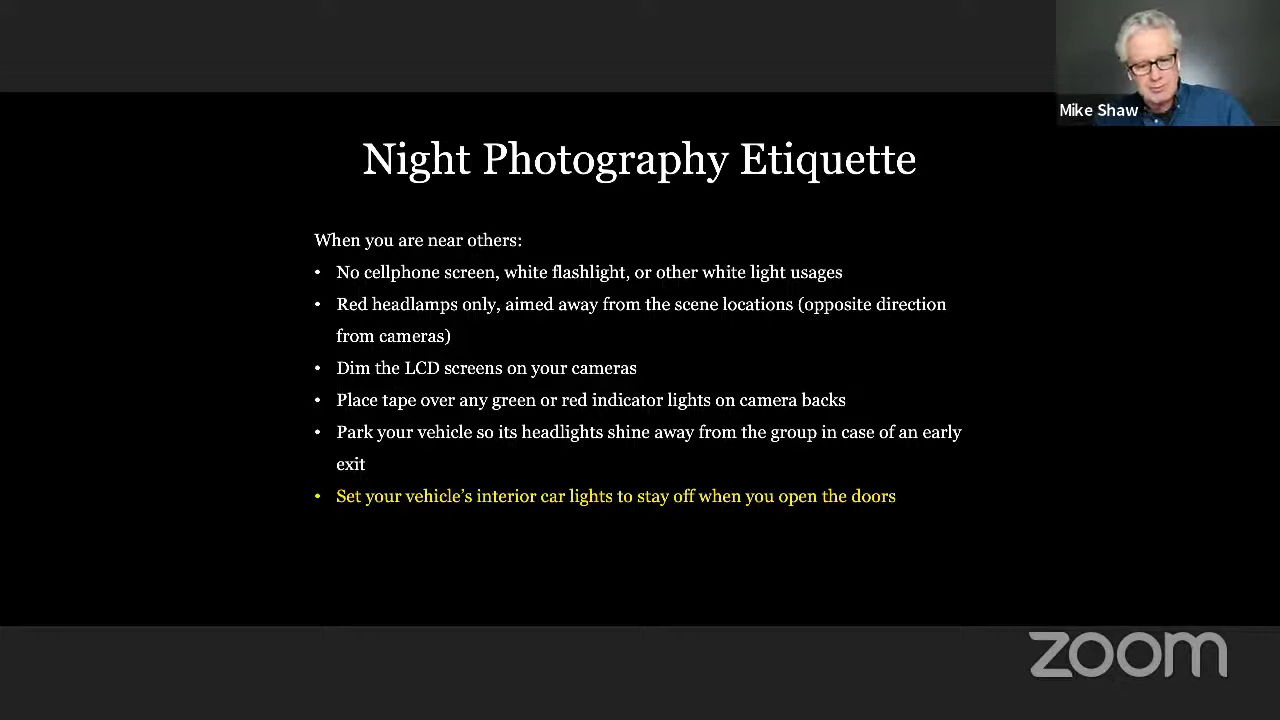 Mike Shaw
Night Photography Etiquette
When you are near others:
• No cellphone screen, white flashlight, or other white light usages
• Red headlamps only, aimed away from the scene locations (opposite direction
from cameras)
• Dim the LCD screens on your cameras
• Place tape over any green or red indicator lights on camera backs
• Park your vehicle so its headlights shine away from the group in case of an early
exit
• Set your vehicle’s interior car lights to stay off when you open the doors
zoom